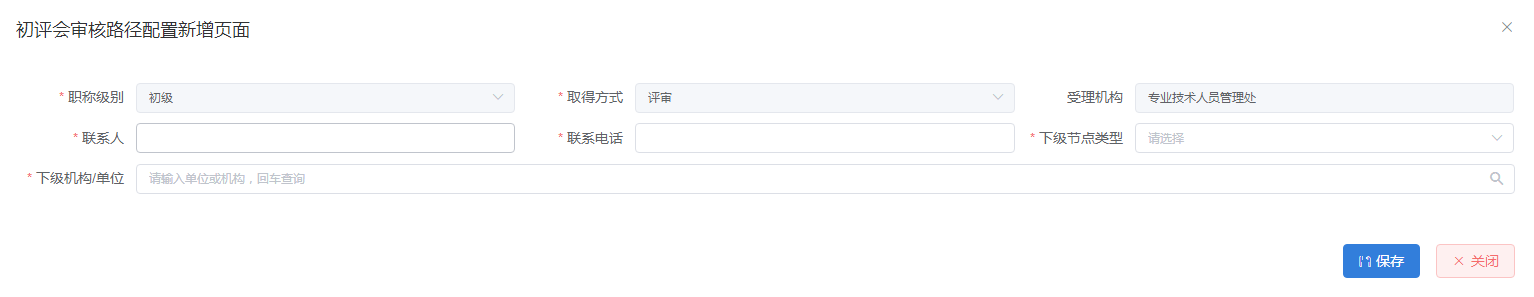 初评会审核路径配置新增页面
* 职称级别 初级 * 取得方式 评审 受理机构 专业技术人员管理处
* 联系人 * 联系电话 * 下级节点类型 请选择
* 下级机构/单位 请输入单位或机构，回车查询
保存 关闭